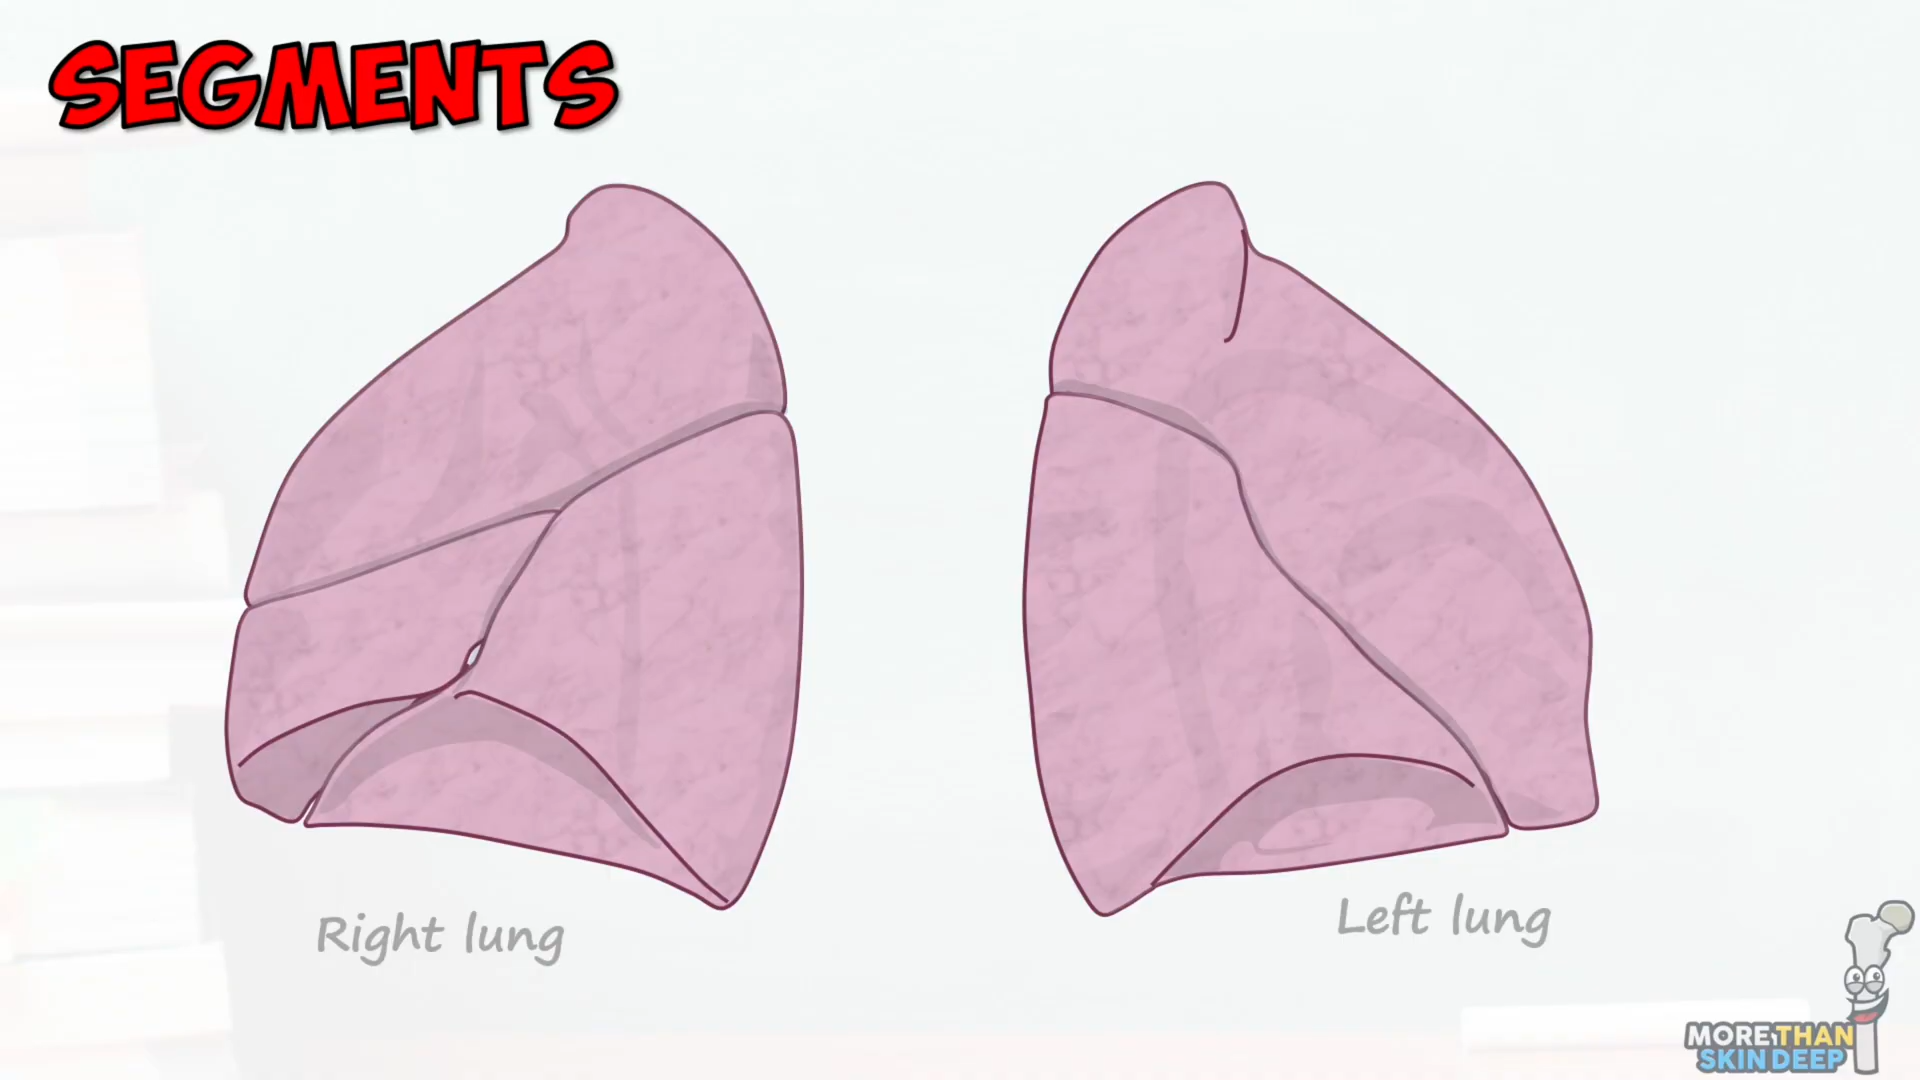 SEGMENTS
Right lung
Left lung
MORE THAN
SKIN DEEP